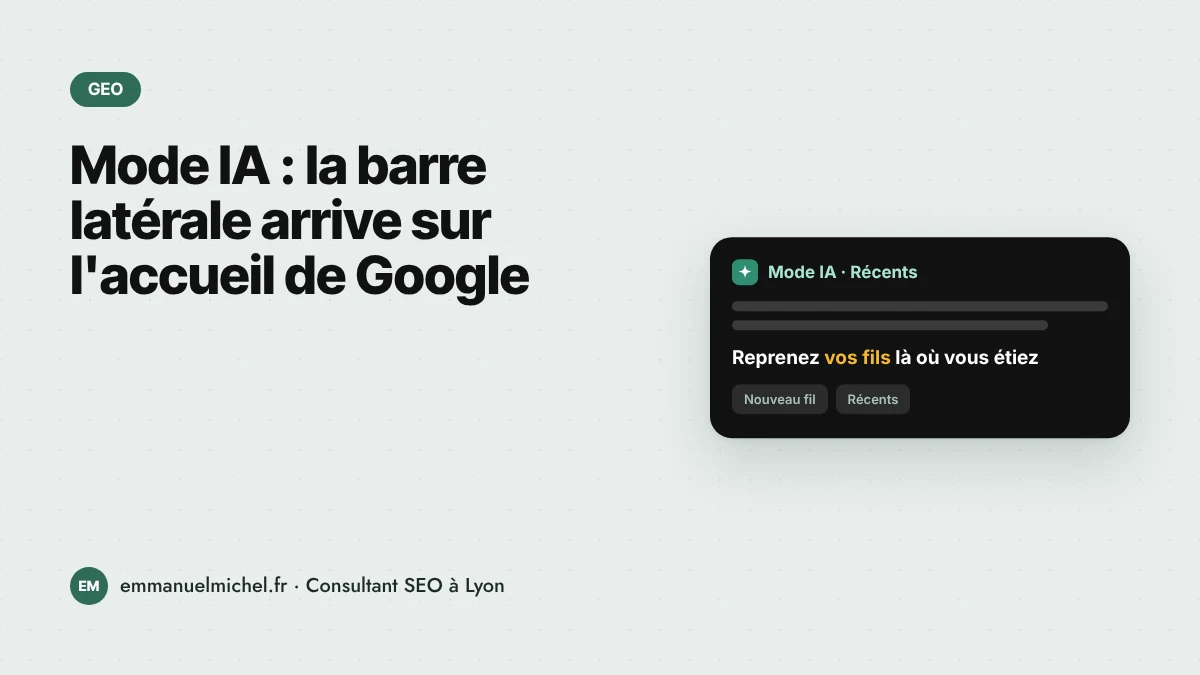 GEO
Mode IA : la barre
latérale arrive sur
l'accueil de Google
Mode IA · Récents
Reprenez vos fils là où vous étiez
Nouveau fil
Récents
EM
emmanuelmichel.fr · Consultant SEO à Lyon